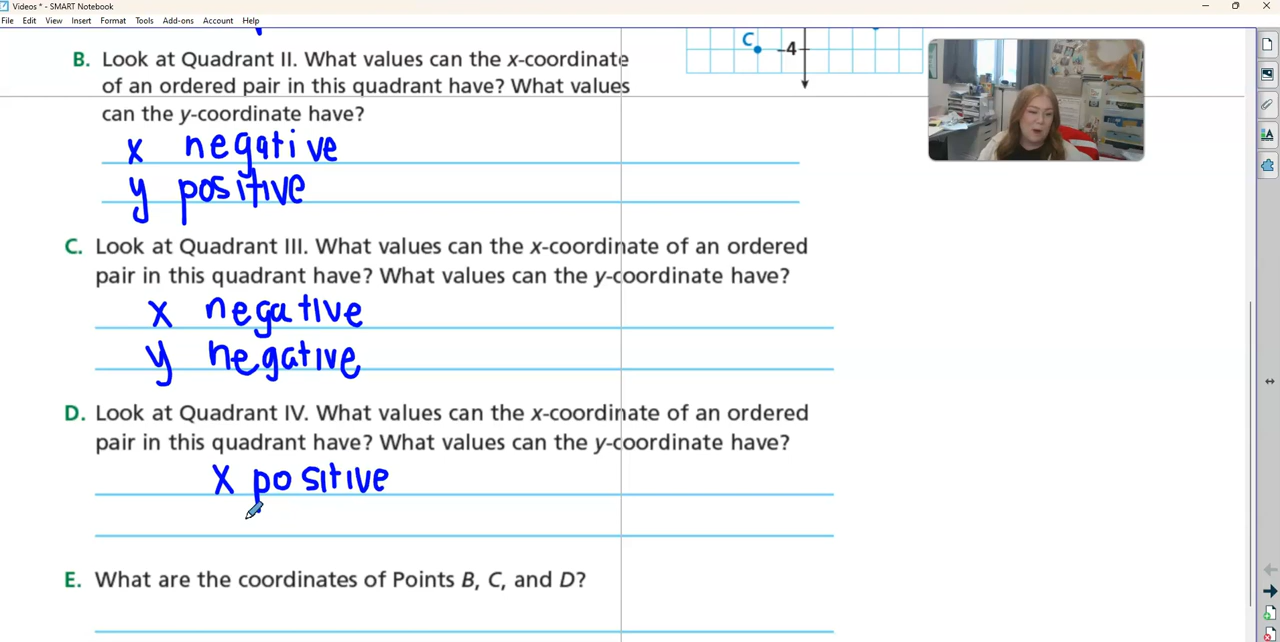 Videos * - SMART Notebook
File Edit View Insert Format Tools Add-ons Account Help
C
-4
B. Look at Quadrant II. What values can the x-coordinate
of an ordered pair in this quadrant have? What values
can the y-coordinate have?
x negative
y positive
C. Look at Quadrant III. What values can the x-coordinate of an ordered
pair in this quadrant have? What values can the y-coordinate have?
x negative
y negative
D. Look at Quadrant IV. What values can the x-coordinate of an ordered
pair in this quadrant have? What values can the y-coordinate have?
x positive
E. What are the coordinates of Points B, C, and D?